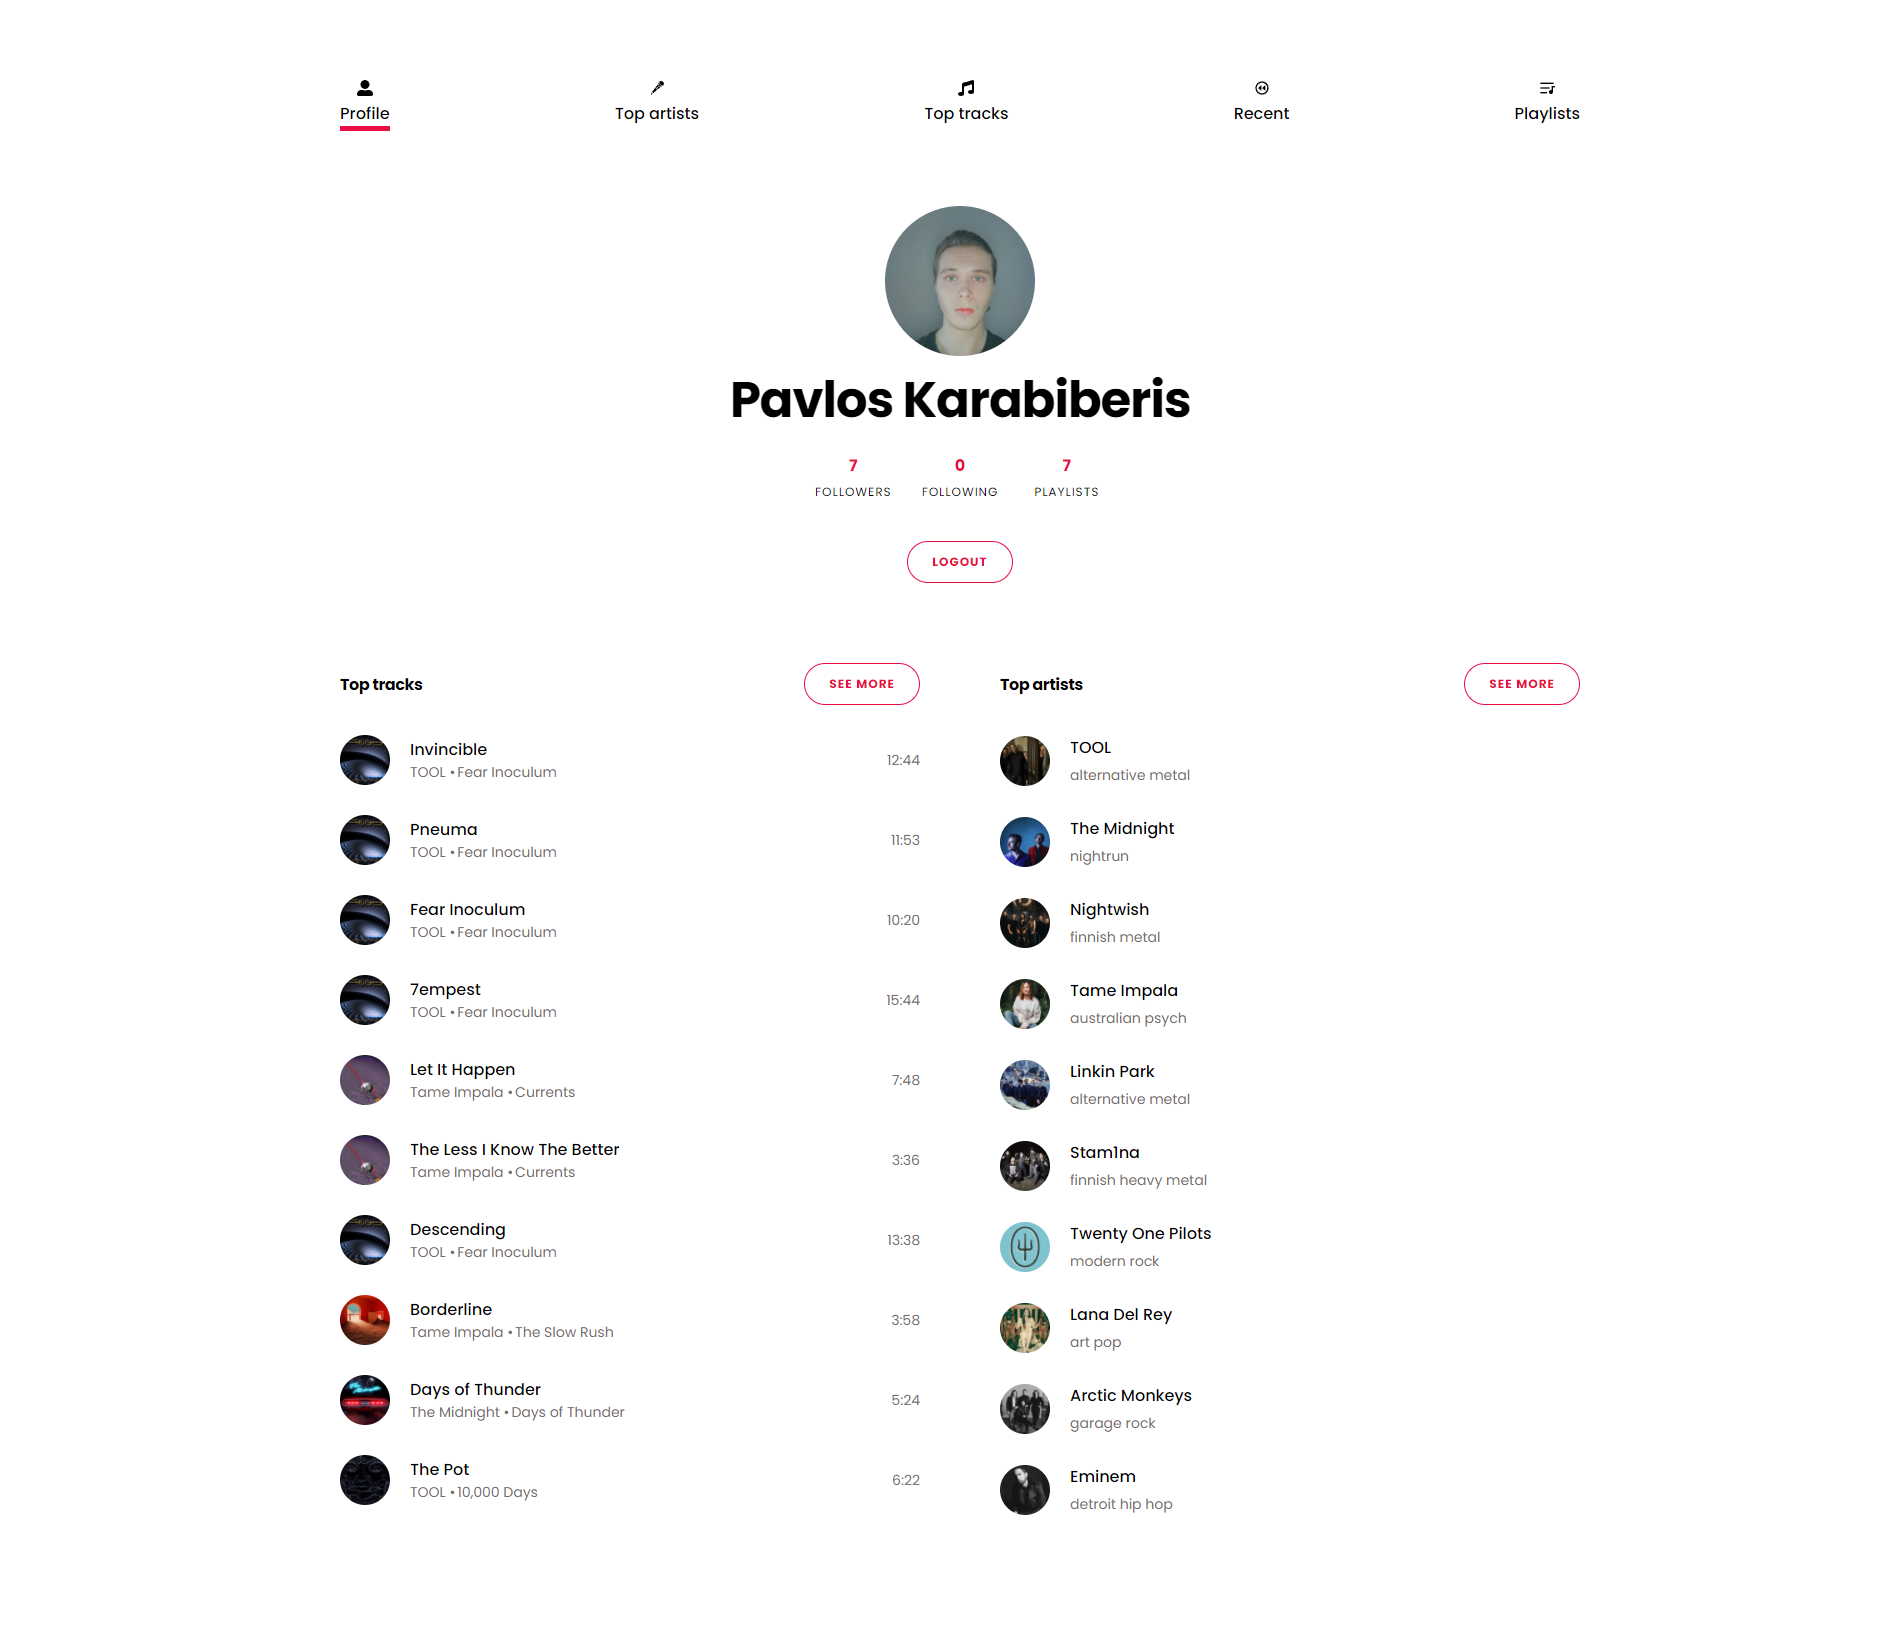 Profile
Top artists
Top tracks
Recent
Playlists
Pavlos Karabiberis
7
0
7
FOLLOWERS
FOLLOWING
PLAYLISTS
LOGOUT
Top tracks
SEE MORE
Invincible
TOOL • Fear Inoculum
12:44
Pneuma
TOOL • Fear Inoculum
11:53
Fear Inoculum
TOOL • Fear Inoculum
10:20
7empest
TOOL • Fear Inoculum
15:44
Let It Happen
Tame Impala • Currents
7:48
The Less I Know The Better
Tame Impala • Currents
3:36
Descending
TOOL • Fear Inoculum
13:38
Borderline
Tame Impala • The Slow Rush
3:58
Days of Thunder
The Midnight • Days of Thunder
5:24
The Pot
TOOL • 10,000 Days
6:22
Top artists
SEE MORE
TOOL
alternative metal
The Midnight
nightrun
Nightwish
finnish metal
Tame Impala
australian psych
Linkin Park
alternative metal
Stam1na
finnish heavy metal
Twenty One Pilots
modern rock
Lana Del Rey
art pop
Arctic Monkeys
garage rock
Eminem
detroit hip hop